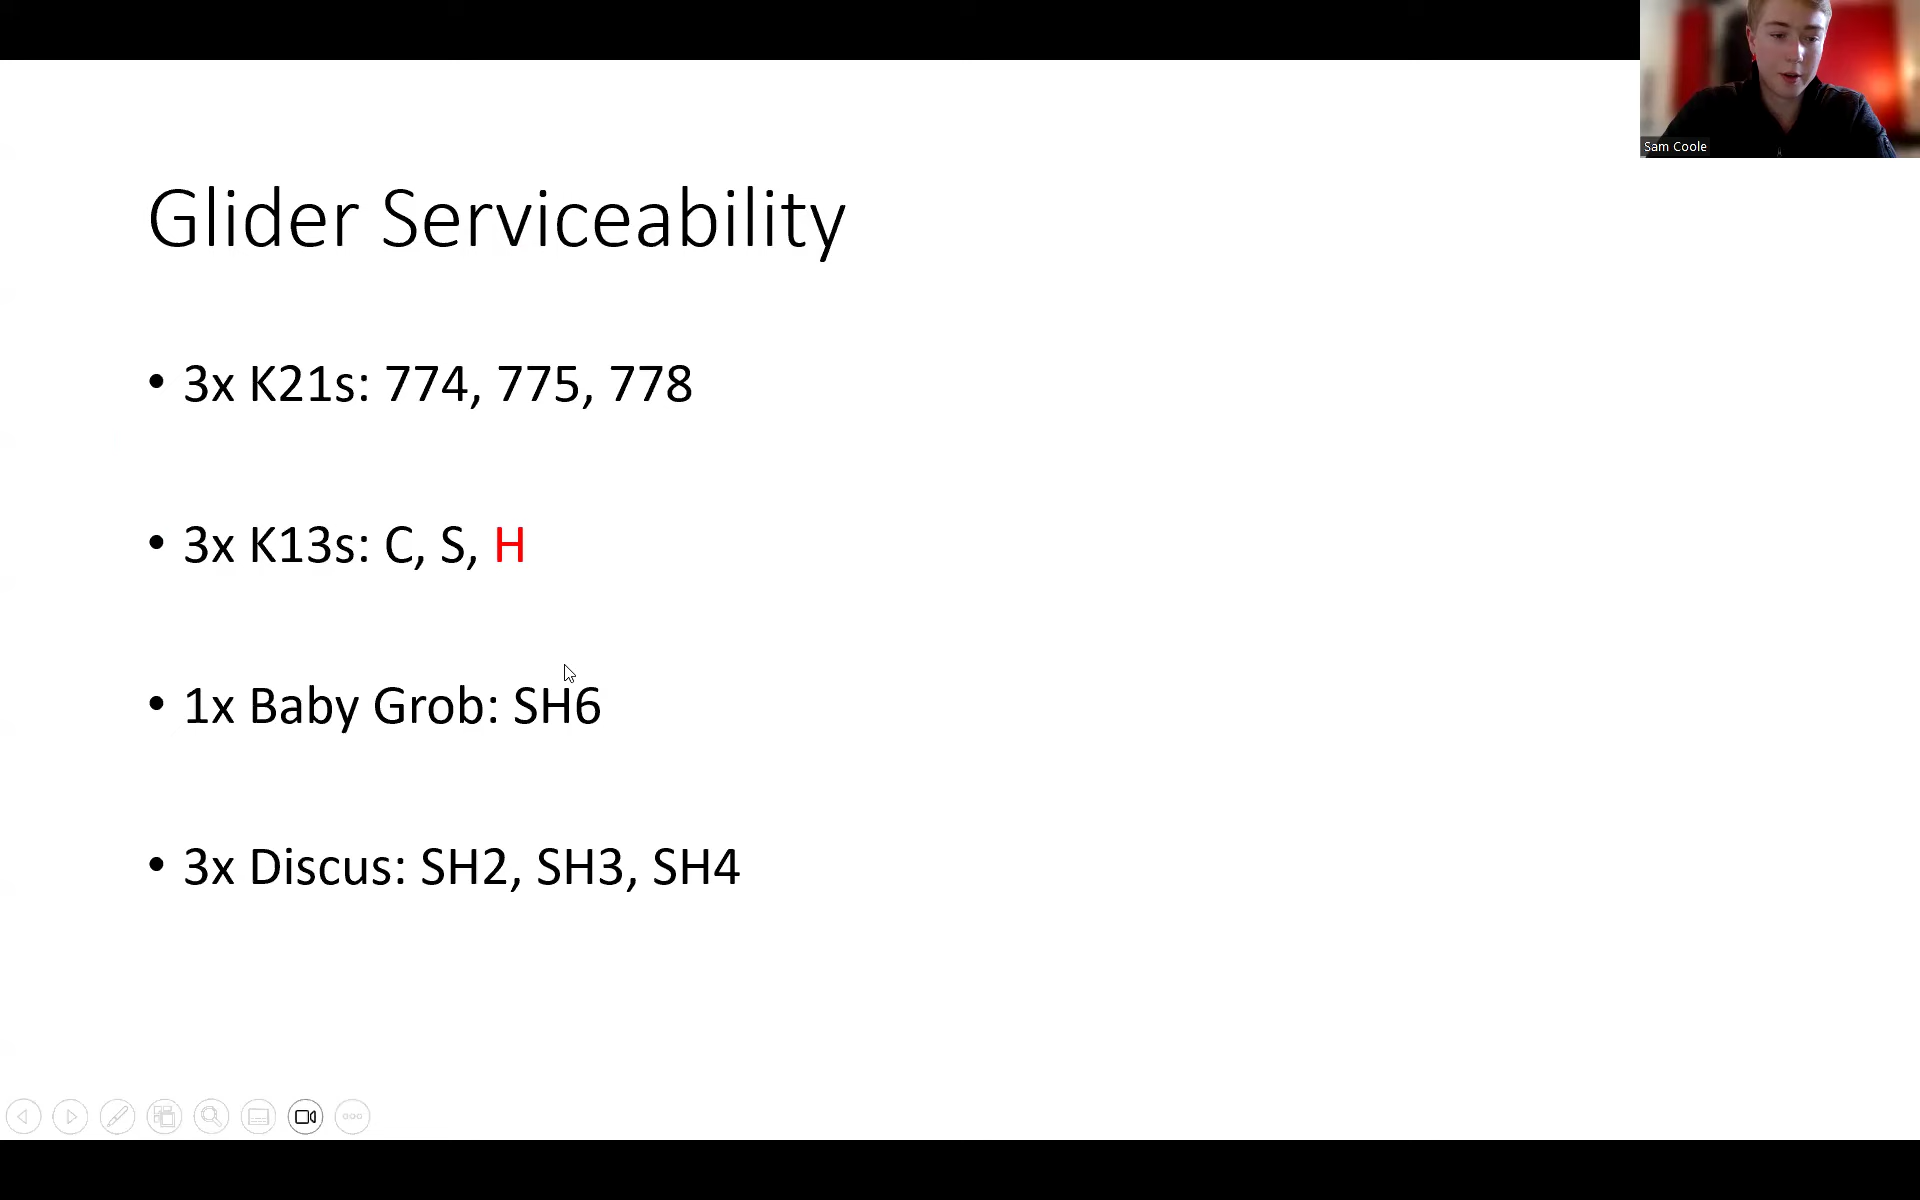 Sam Coole
Glider Serviceability
• 3x K21s: 774, 775, 778
• 3x K13s: C, S, H
• 1x Baby Grob: SH6
• 3x Discus: SH2, SH3, SH4